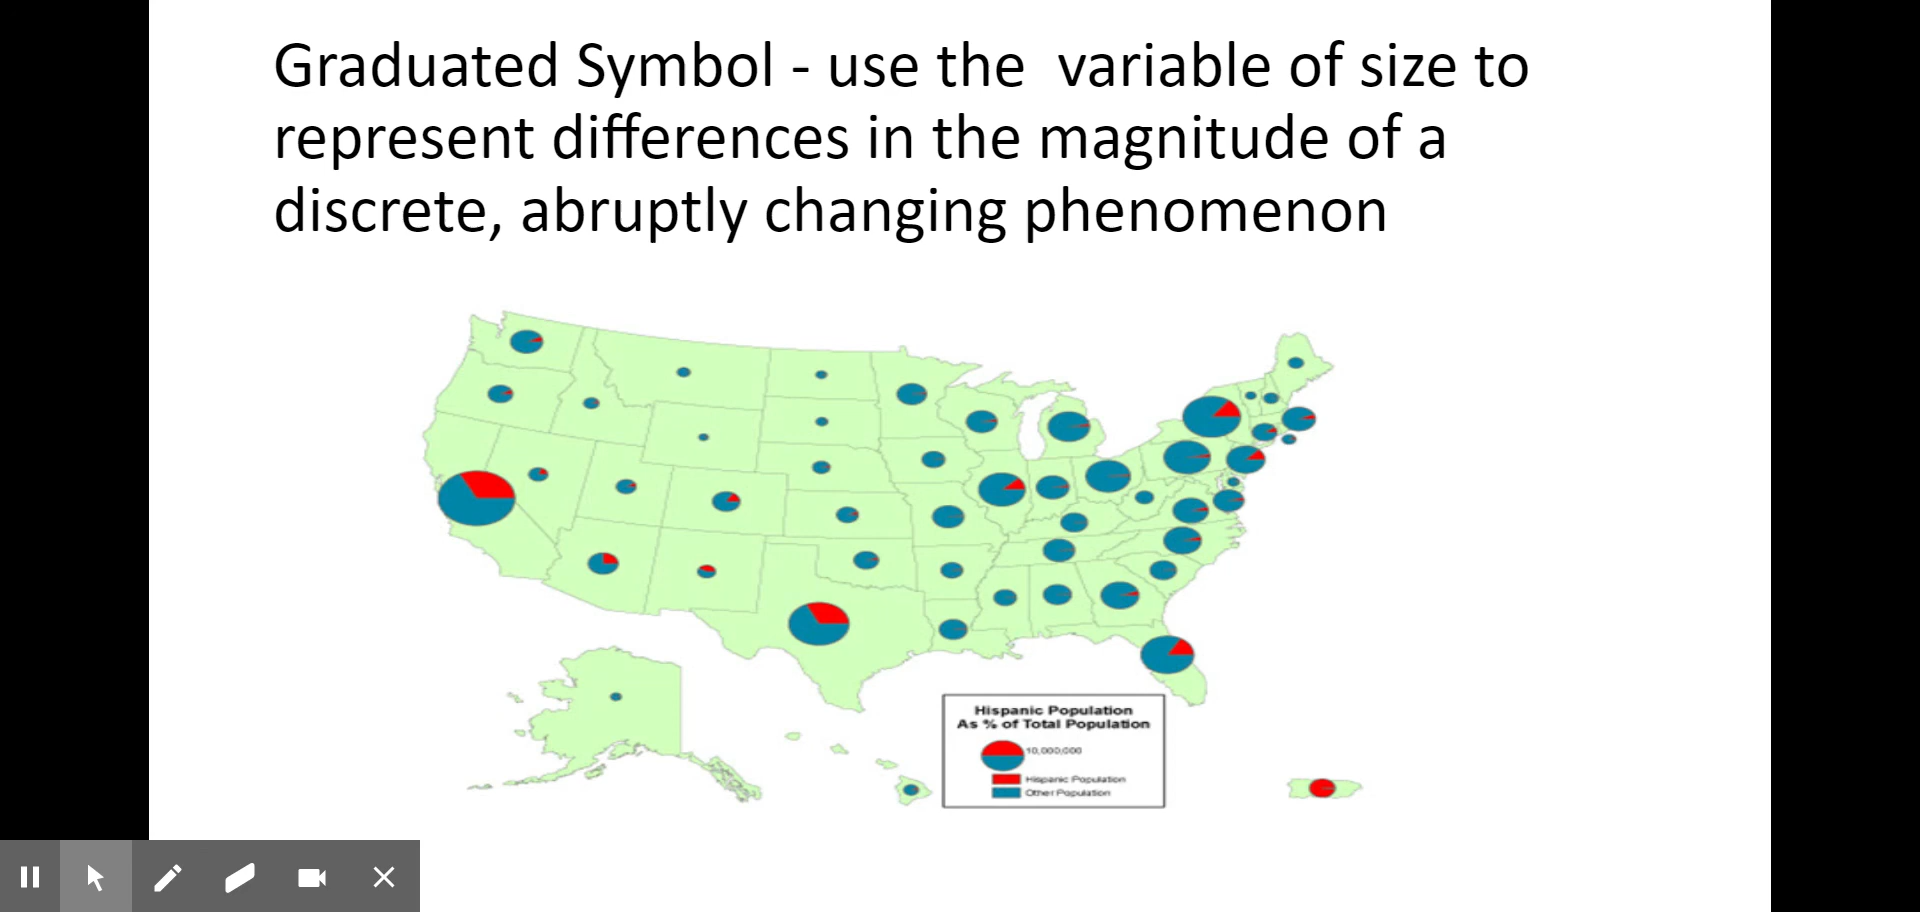 Graduated Symbol - use the  variable of size to
represent differences in the magnitude of a
discrete, abruptly changing phenomenon
Hispanic Population
As % of Total Population
10,000,000
Hispanic Population
Other Population